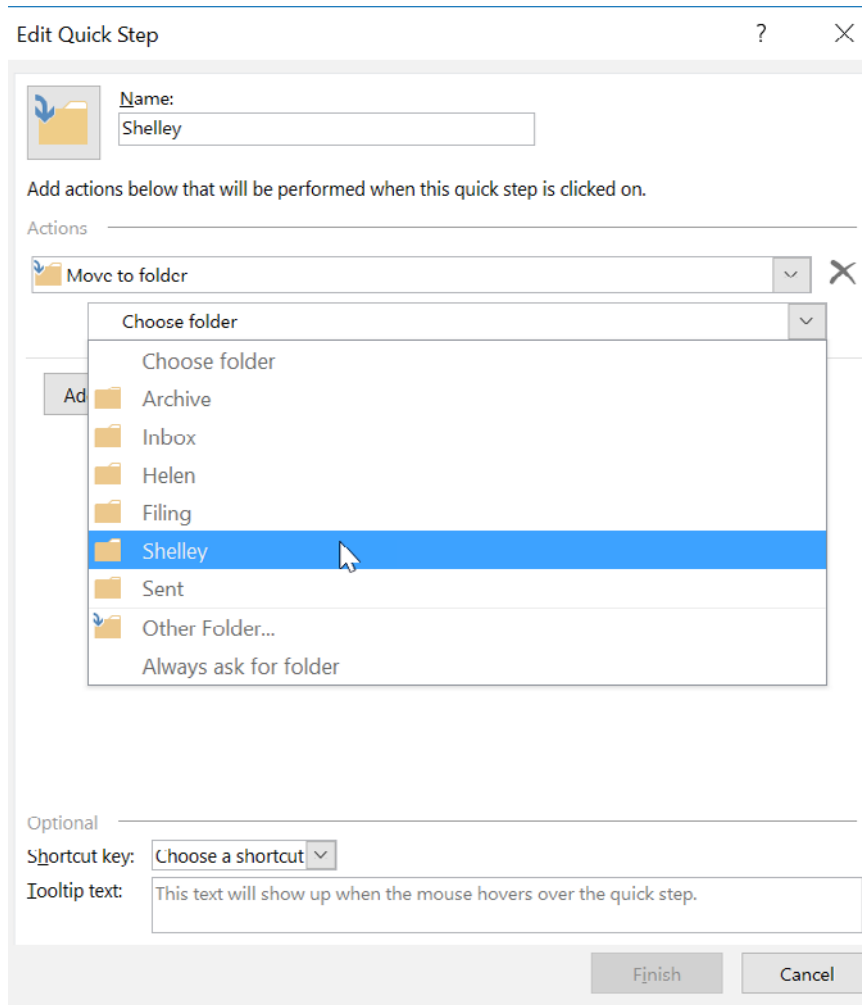 Edit Quick Step
?
Name:
Shelley
Add actions below that will be performed when this quick step is clicked on.
Actions
Move to folder
Choose folder
Choose folder
Ad
Archive
Inbox
Helen
Filing
Shelley
Sent
Other Folder...
Always ask for folder
Optional
Shortcut key: Choose a shortcut
Tooltip text: This text will show up when the mouse hovers over the quick step.
Finish Cancel